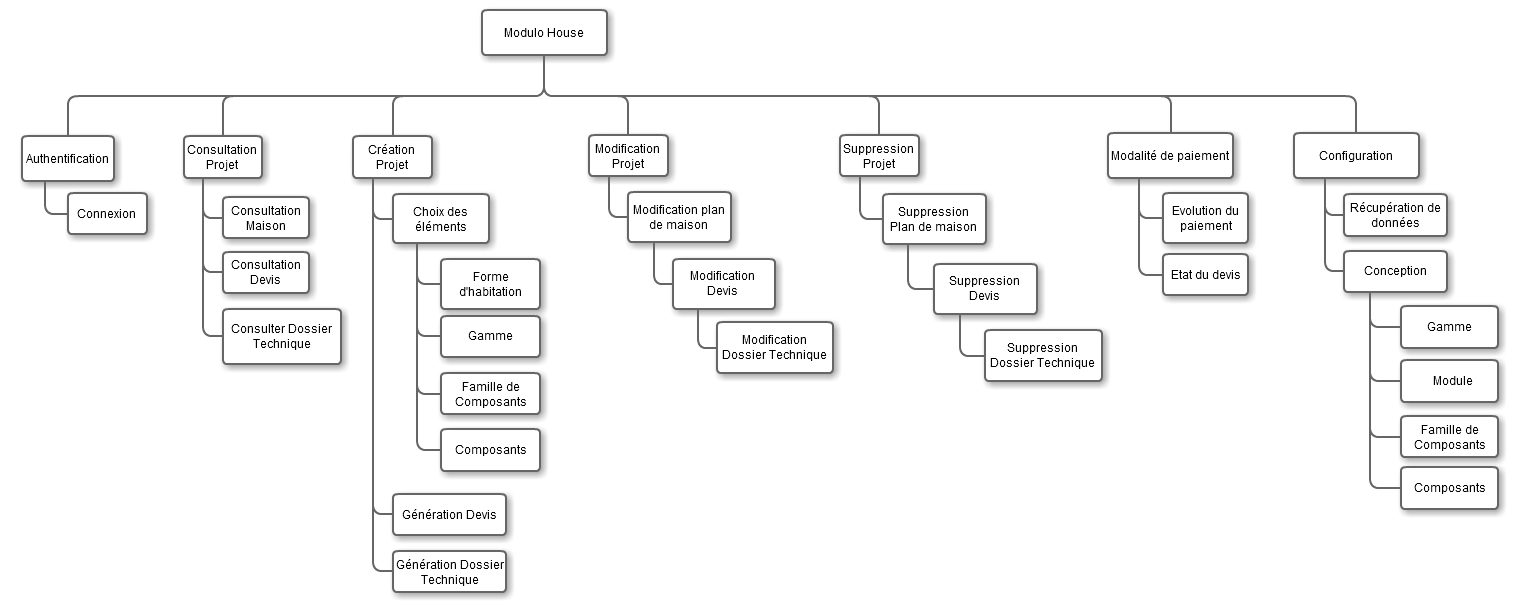 Modulo House
Authentification
Connexion
Consultation
Projet
Consultation
Maison
Consultation
Devis
Consulter Dossier
Technique
Création
Projet
Choix des
éléments
Forme
d'habitation
Gamme
Famille de
Composants
Composants
Génération Devis
Génération Dossier
Technique
Modification
Projet
Modification plan
de maison
Modification
Devis
Modification
Dossier Technique
Suppression
Projet
Suppression
Plan de maison
Suppression
Devis
Suppression
Dossier Technique
Modalité de paiement
Evolution du
paiement
Etat du devis
Configuration
Récupération de
données
Conception
Gamme
Module
Famille de
Composants
Composants